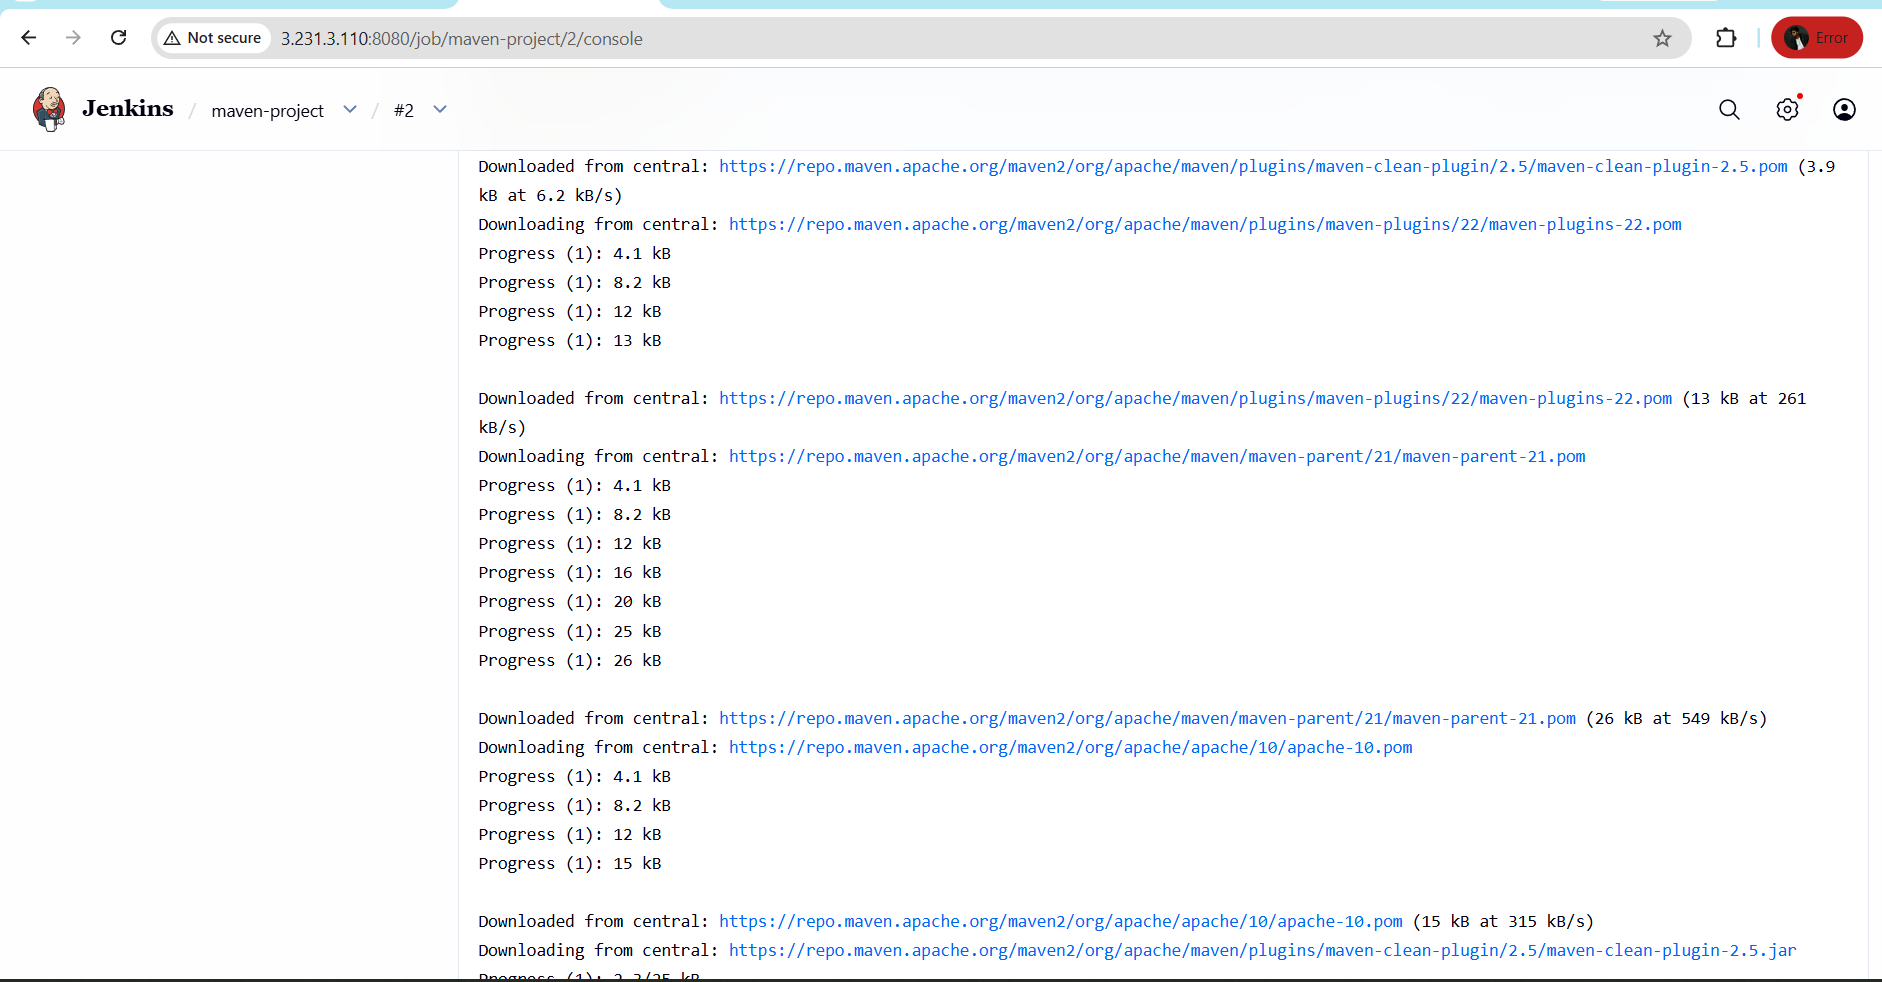 Not secure
3.231.3.110:8080/job/maven-project/2/console
Error
Jenkins / maven-project / #2
Downloaded from central: https://repo.maven.apache.org/maven2/org/apache/maven/plugins/maven-clean-plugin/2.5/maven-clean-plugin-2.5.pom (3.9
kB at 6.2 kB/s)
Downloading from central: https://repo.maven.apache.org/maven2/org/apache/maven/plugins/maven-plugins/22/maven-plugins-22.pom
Progress (1): 4.1 kB
Progress (1): 8.2 kB
Progress (1): 12 kB
Progress (1): 13 kB
Downloaded from central: https://repo.maven.apache.org/maven2/org/apache/maven/plugins/maven-plugins/22/maven-plugins-22.pom (13 kB at 261
kB/s)
Downloading from central: https://repo.maven.apache.org/maven2/org/apache/maven/maven-parent/21/maven-parent-21.pom
Progress (1): 4.1 kB
Progress (1): 8.2 kB
Progress (1): 12 kB
Progress (1): 16 kB
Progress (1): 20 kB
Progress (1): 25 kB
Progress (1): 26 kB
Downloaded from central: https://repo.maven.apache.org/maven2/org/apache/maven/maven-parent/21/maven-parent-21.pom (26 kB at 549 kB/s)
Downloading from central: https://repo.maven.apache.org/maven2/org/apache/apache/10/apache-10.pom
Progress (1): 4.1 kB
Progress (1): 8.2 kB
Progress (1): 12 kB
Progress (1): 15 kB
Downloaded from central: https://repo.maven.apache.org/maven2/org/apache/apache/10/apache-10.pom (15 kB at 315 kB/s)
Downloading from central: https://repo.maven.apache.org/maven2/org/apache/maven/plugins/maven-clean-plugin/2.5/maven-clean-plugin-2.5.jar
Progress (1):